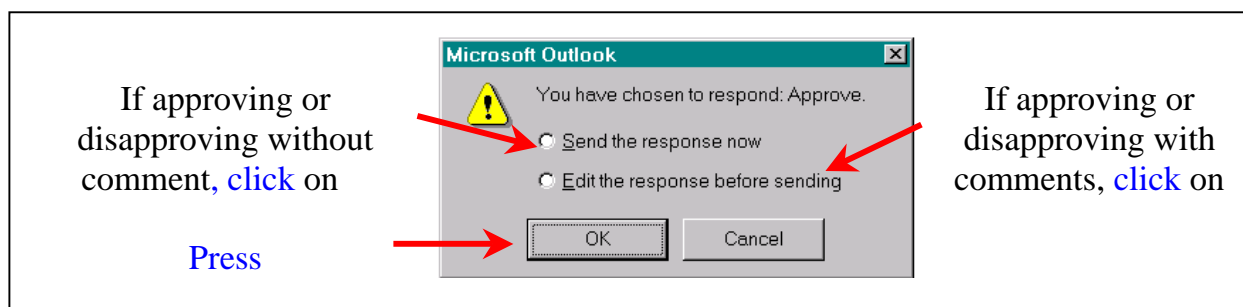 If approving or
disapproving without
comment, click on
Press
Microsoft Outlook
You have chosen to respond: Approve.
Send the response now
Edit the response before sending
OK
Cancel
If approving or
disapproving with
comments, click on